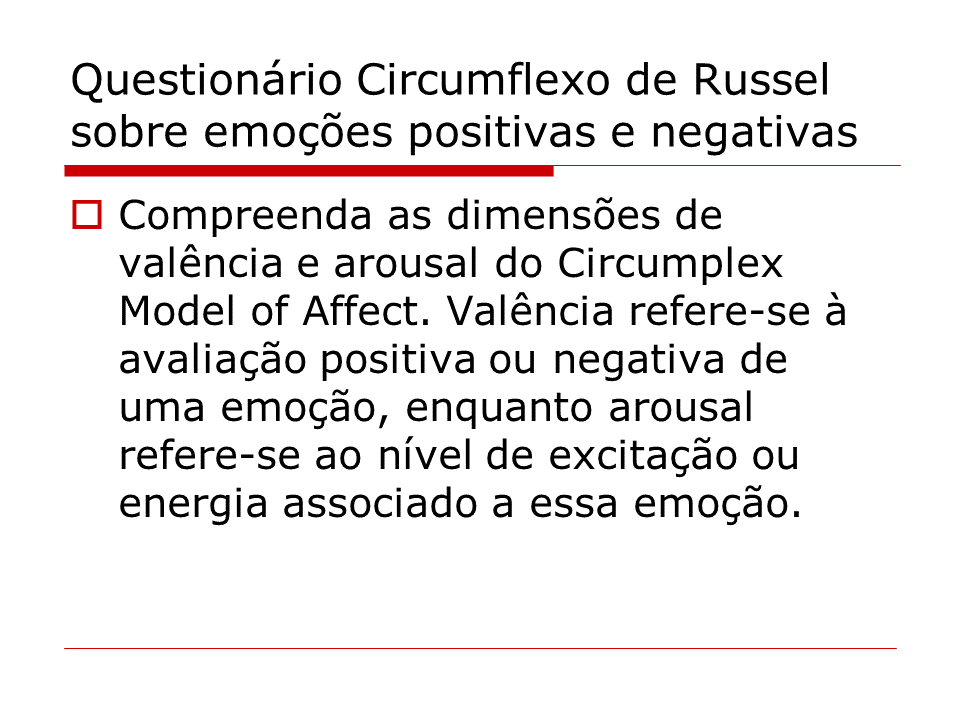 Questionário Circumflexo de Russel
sobre emoções positivas e negativas
Compreenda as dimensões de
valência e arousal do Circumplex
Model of Affect. Valência refere-se à
avaliação positiva ou negativa de
uma emoção, enquanto arousal
refere-se ao nível de excitação ou
energia associado a essa emoção.